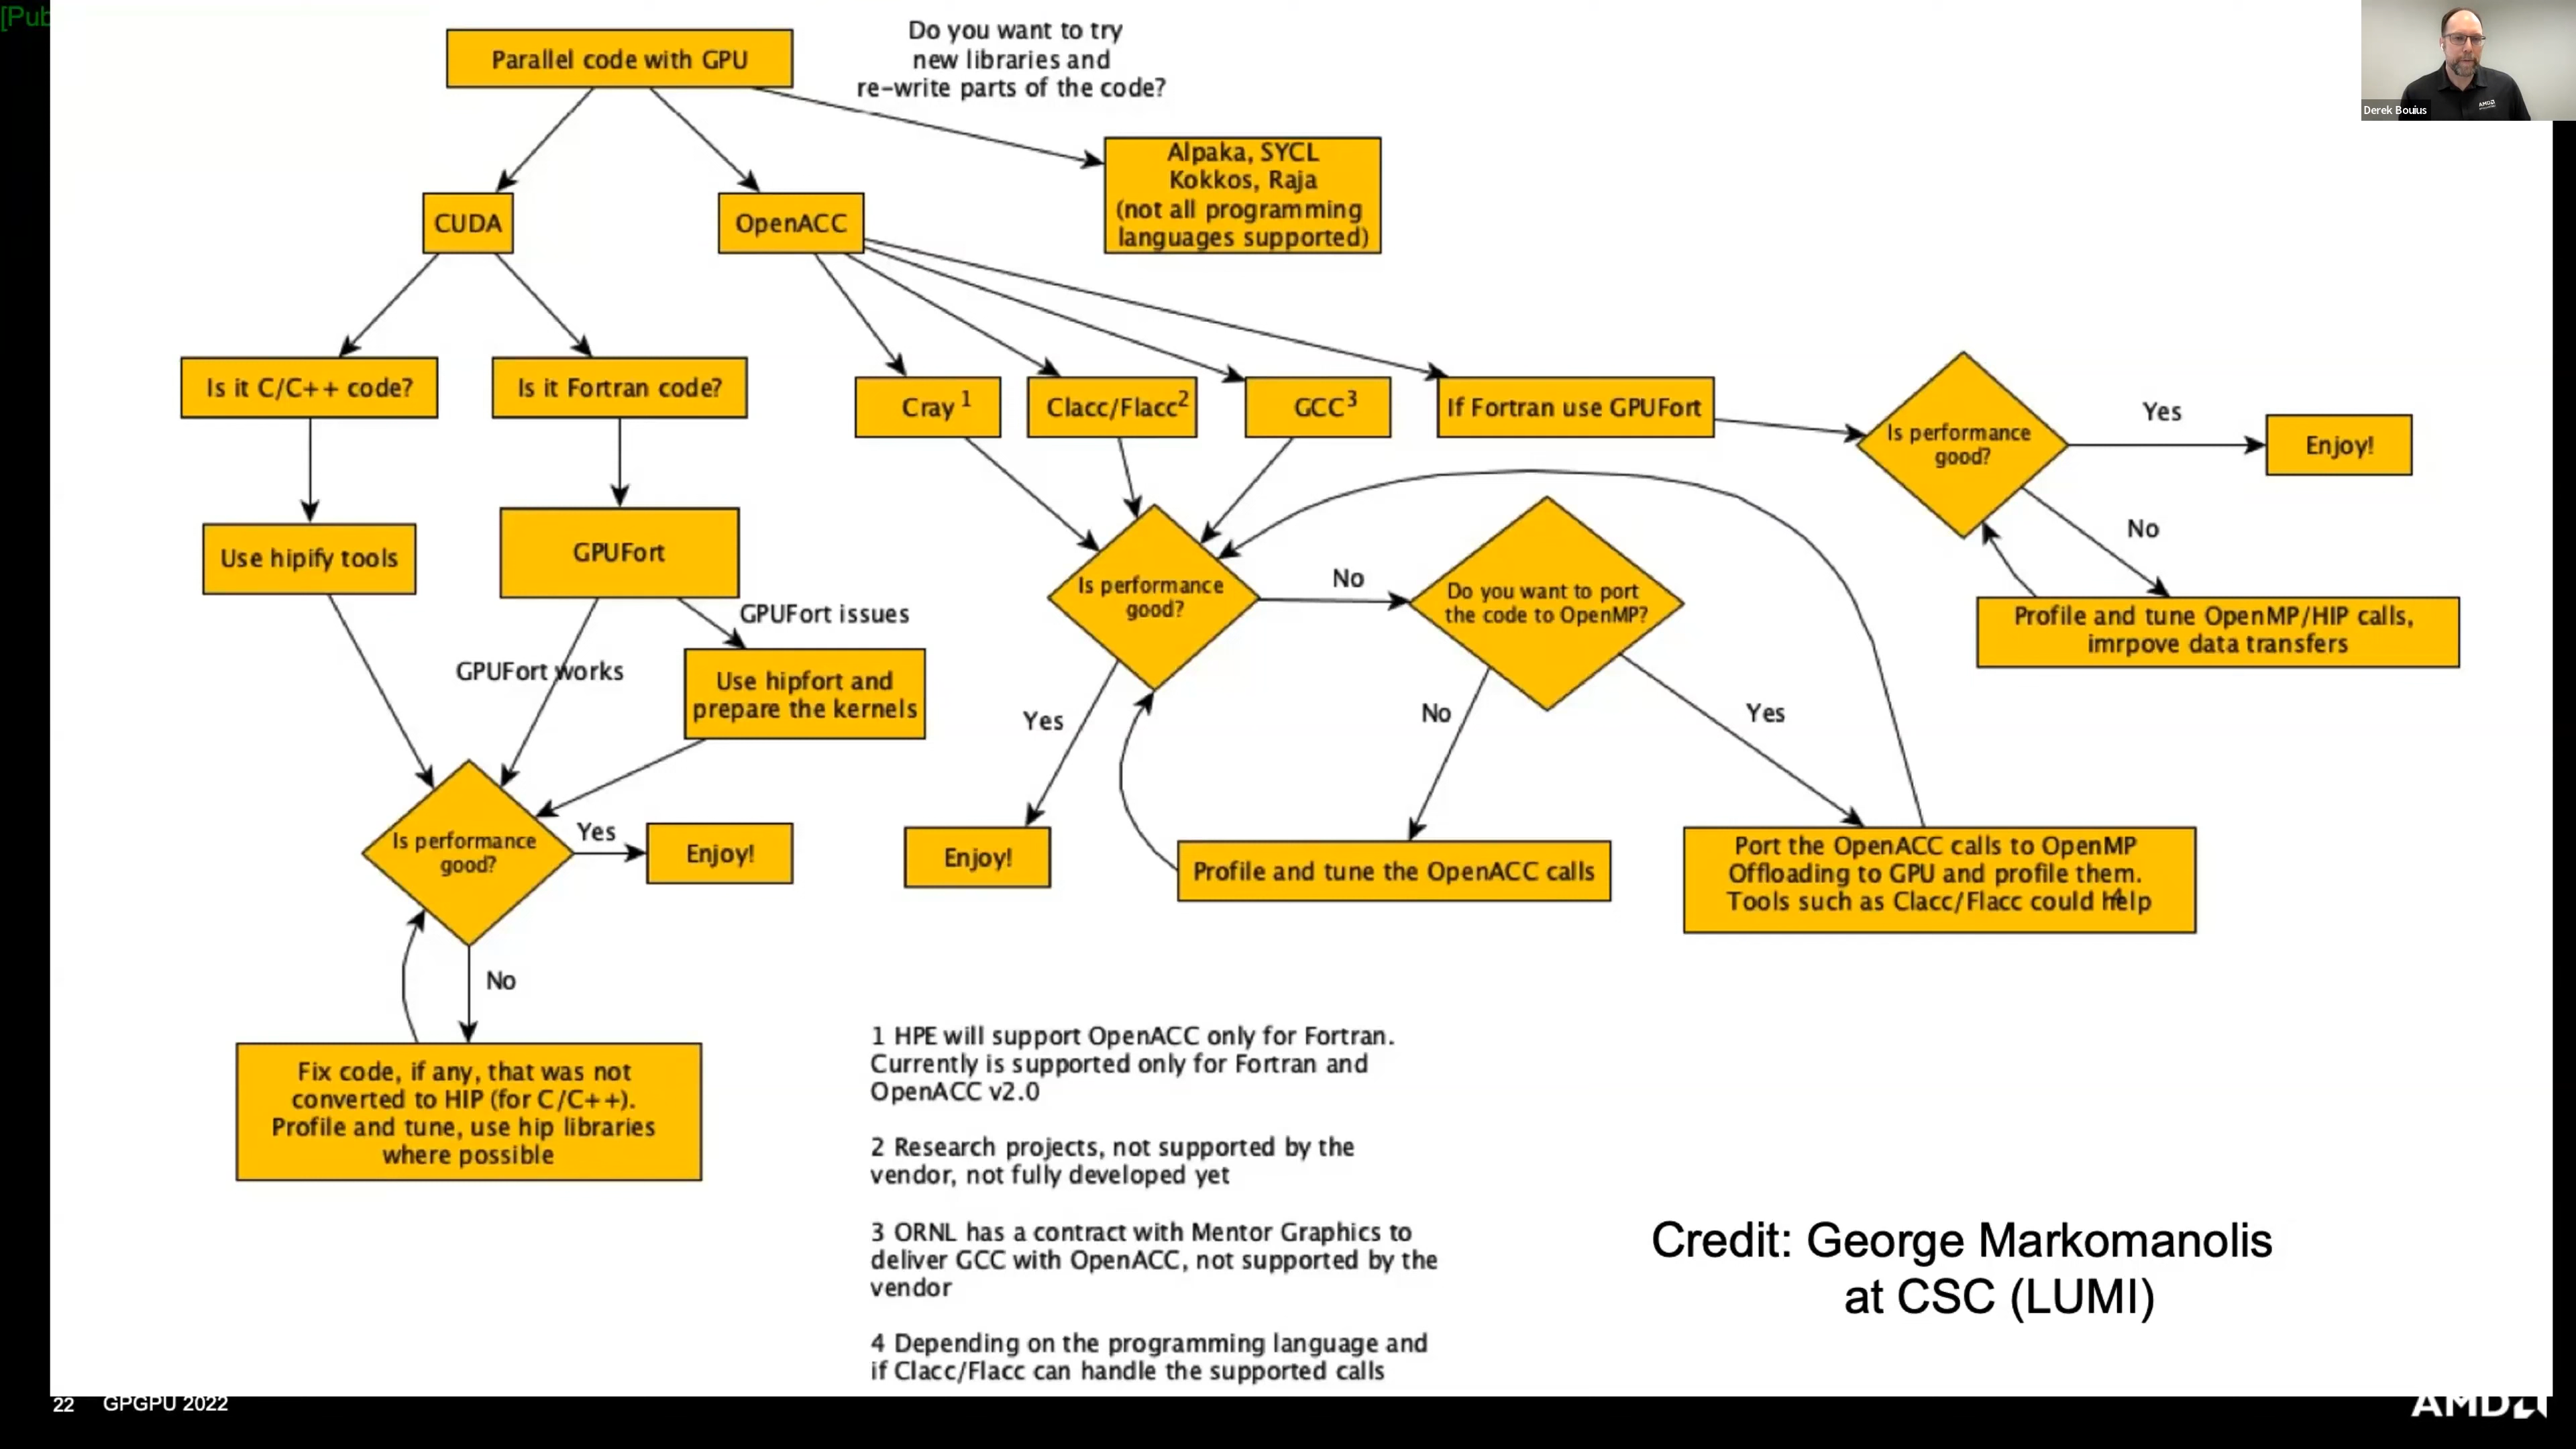 [Pub
Parallel code with GPU
Do you want to try
new libraries and
re-write parts of the code?
Derek Bouius
Alpaka, SYCL
Kokkos, Raja
(not all programming
languages supported)
CUDA
OpenACC
Is it C/C++ code?
Is it Fortran code?
Cray 1
Clacc/Flacc2
GCC3
If Fortran use GPUFort
Is performance
good?
Yes
Enjoy!
No
Profile and tune OpenMP/HIP calls,
imrpove data transfers
Use hipify tools
GPUFort
GPUFort issues
GPUFort works
Use hipfort and
prepare the kernels
Is performance
good?
No
Do you want to port
the code to OpenMP?
Yes
No
Yes
Enjoy!
Profile and tune the OpenACC calls
Port the OpenACC calls to OpenMP
Offloading to GPU and profile them.
Tools such as Clacc/Flacc could help
4
Is performance
good?
Yes
Enjoy!
No
Fix code, if any, that was not
converted to HIP (for C/C++).
Profile and tune, use hip libraries
where possible
1 HPE will support OpenACC only for Fortran.
Currently is supported only for Fortran and
OpenACC v2.0
2 Research projects, not supported by the
vendor, not fully developed yet
3 ORNL has a contract with Mentor Graphics to
deliver GCC with OpenACC, not supported by the
vendor
4 Depending on the programming language and
if Clacc/Flacc can handle the supported calls
Credit: George Markomanolis
at CSC (LUMI)
22 GPGPU 2022
AMD